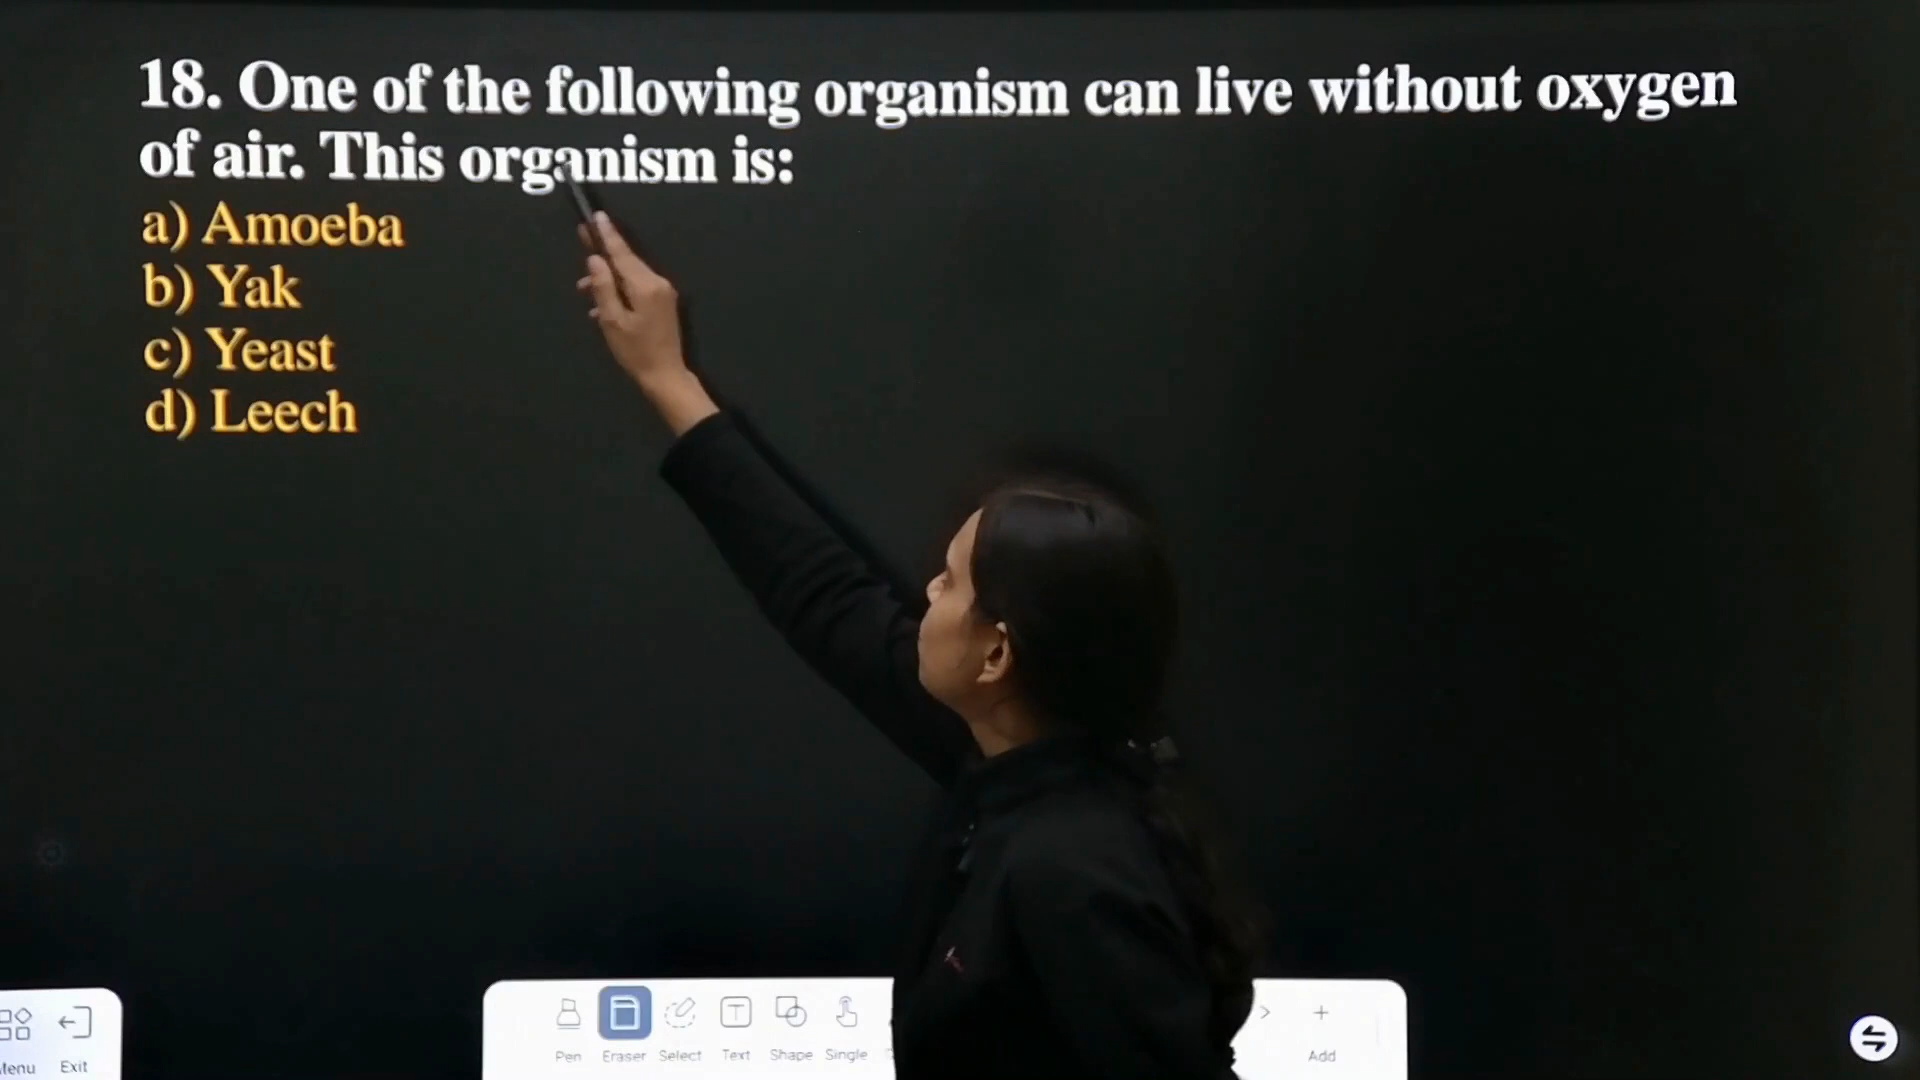 18. One of the following organism can live without oxygen
of air. This organism is:
a) Amoeba
b) Yak
c) Yeast
d) Leech
Menu Exit
Pen Eraser Select Text Shape Single
Add